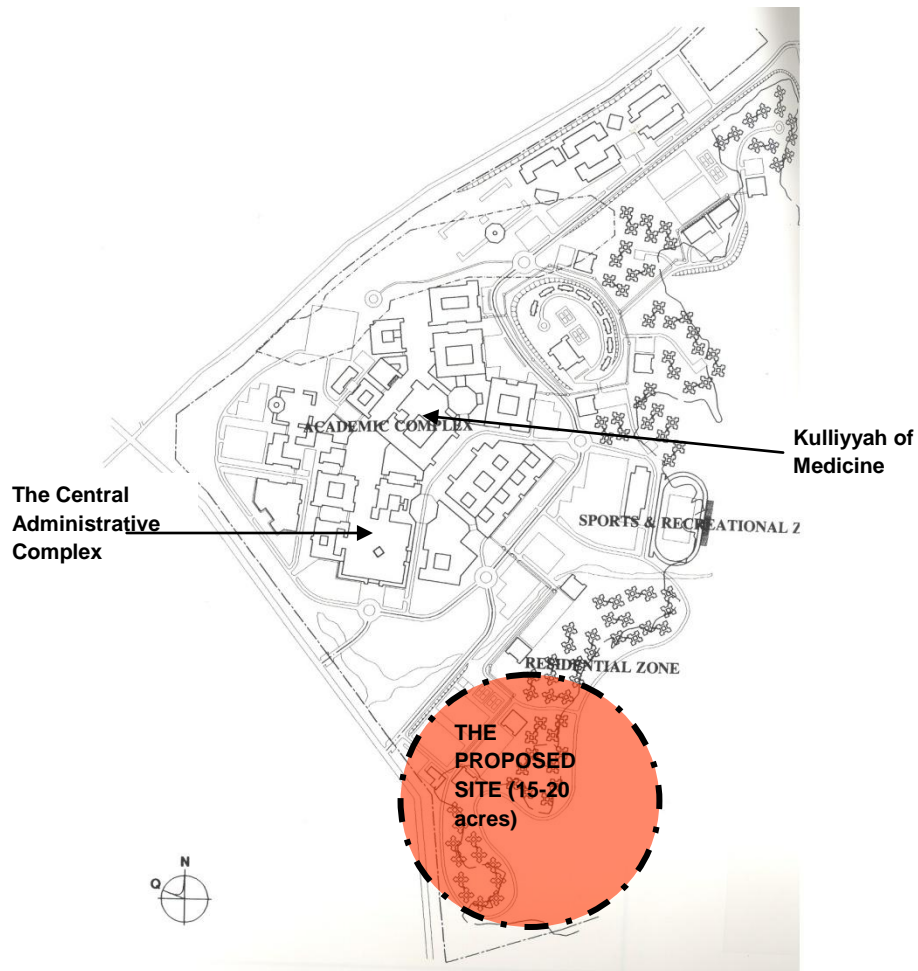 ACADEMIC COMPLEX
Kulliyyah of
Medicine
The Central
Administrative
Complex
SPORTS & RECREATIONAL Z
RESIDENTIAL ZONE
THE
PROPOSED
SITE (15-20
acres)
N
Q